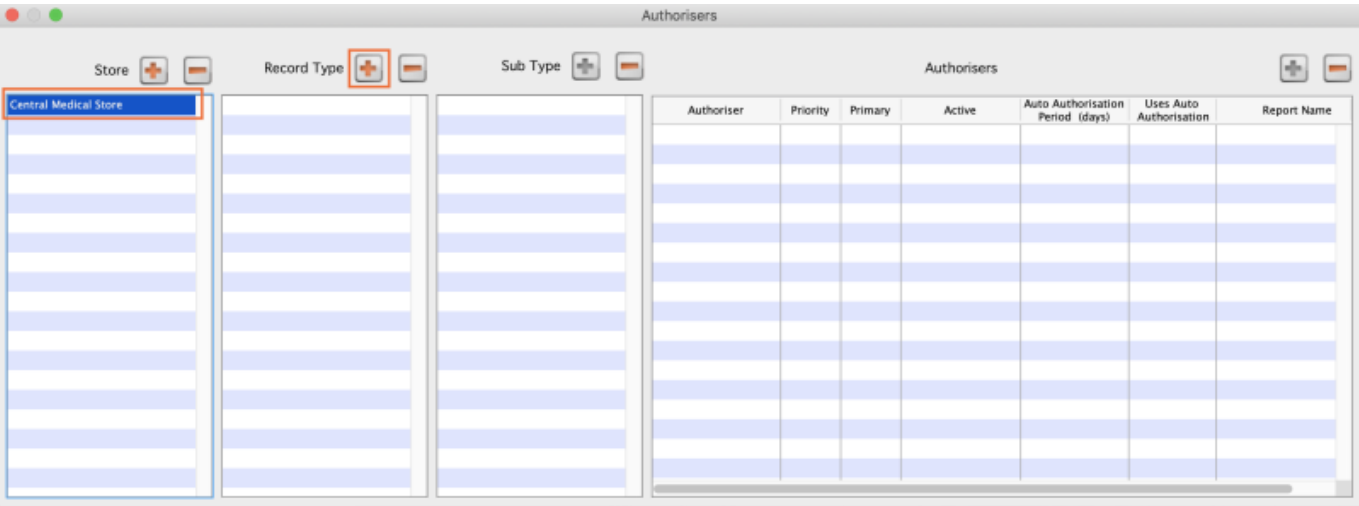 Authorisers
Store Record Type Sub Type Authorisers
Central Medical Store
Authoriser Priority Primary Active Auto Authorisation Period (days) Uses Auto Authorisation Report Name